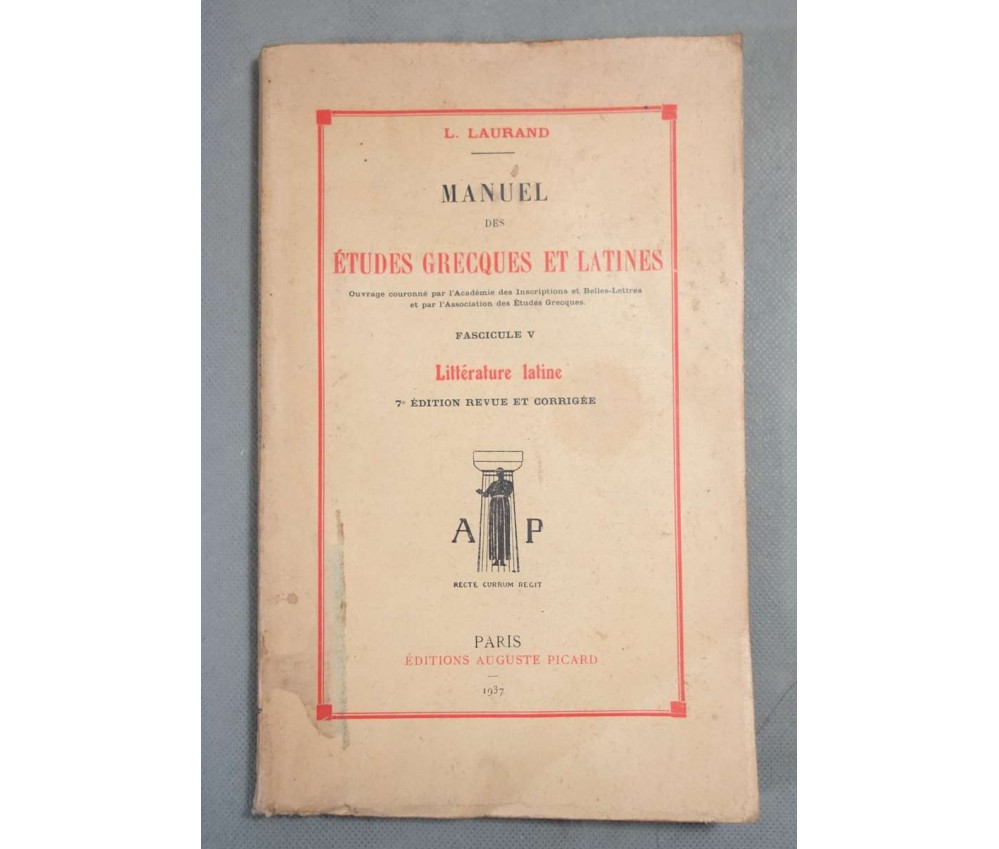 L. LAURAND
MANUEL
DES
ÉTUDES GRECQUES ET LATINES
Ouvrage couronné par l'Académie des Inscriptions et Belles-Lettres
et par l'Association des Études Grecques.
FASCICULE V
Littérature latine
7e ÉDITION REVUE ET CORRIGÉE
A P
RECTE CURRUM REGIT
PARIS
ÉDITIONS AUGUSTE PICARD
1937